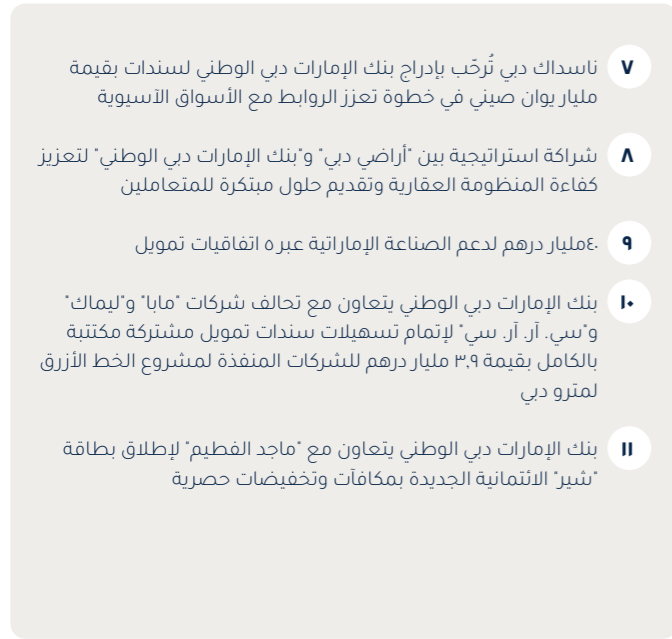 ٧
ناسداك دبي تُرحّب بإدراج بنك الإمارات دبي الوطني لسندات بقيمة
مليار يوان صيني في خطوة تعزز الروابط مع الأسواق الآسيوية
٨
شراكة استراتيجية بين "أراضي دبي" و"بنك الإمارات دبي الوطني" لتعزيز
كفاءة المنظومة العقارية وتقديم حلول مبتكرة للمتعاملين
٩
٤٠مليار درهم لدعم الصناعة الإماراتية عبر ٥ اتفاقيات تمويل
١٠
بنك الإمارات دبي الوطني يتعاون مع تحالف شركات "مابا" و"ليماك"
و"سي. آر. آر. سي" لإتمام تسهيلات سندات تمويل مشتركة مكتتبة
بالكامل بقيمة ٣,٩ مليار درهم للشركات المنفذة لمشروع الخط الأزرق
لمترو دبي
١١
بنك الإمارات دبي الوطني يتعاون مع "ماجد الفطيم" لإطلاق بطاقة
"شير" الائتمانية الجديدة بمكافآت وتخفيضات حصرية